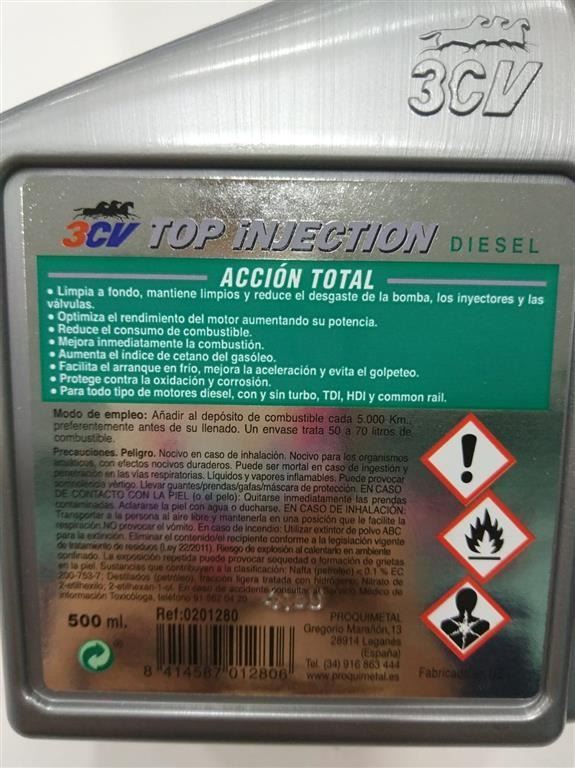 3CV
3CV TOP iNJECTION DIESEL
ACCIÓN TOTAL
• Limpia a fondo, mantiene limpios y reduce el desgaste de la bomba, los inyectores y las
válvulas.
• Optimiza el rendimiento del motor aumentando su potencia.
• Reduce el consumo de combustible.
• Mejora inmediatamente la combustión.
• Aumenta el índice de cetano del gasóleo.
• Facilita el arranque en frío, mejora la aceleración y evita el golpeteo.
• Protege contra la oxidación y corrosión.
• Para todo tipo de motores diesel, con y sin turbo, TDI, HDI y common rail.
Modo de empleo: Añadir al depósito de combustible cada 5.000 Km.,
preferentemente antes de su llenado. Un envase trata 50 a 70 litros de
combustible.
Precauciones. Peligro. Nocivo en caso de inhalación. Nocivo para los organismos
acuáticos, con efectos nocivos duraderos. Puede ser mortal en caso de ingestión y
penetración en las vías respiratorias. Líquidos y vapores inflamables. Puede provocar
somnolencia vértigo. Llevar guantes/prendas/gafas/máscara de protección. EN CASO
DE CONTACTO CON LA PIEL (o el pelo): Quitarse inmediatamente las prendas
contaminadas. Aclararse la piel con agua o ducharse. EN CASO DE INHALACIÓN:
Transportar a la persona al aire libre y mantenerla en una posición que le facilite la
respiración. NO provocar el vómito. En caso de incendio: Utilizar extintor de polvo ABC
para la extinción. Eliminar el contenido/el recipiente conforme a la legislación vigente
de tratamiento de residuos (Ley 22/2011). Riesgo de explosión al calentarlo en ambiente
confinado. La exposición repetida puede provocar sequedad o formación de grietas
en la piel. Sustancias que contribuyen a la clasificación: Nafta (petróleo) < 0.1 % EC
200-753-7; Destilados (petróleo), fracción ligera tratada con hidrógeno; Nitrato de
2-etilhexilo; 2-etilhexan-1-ol. En caso de accidente consultar al Servicio Médico de
información Toxicóloga, teléfono 91 562 04 20
500 ml.
Ref:0201280
8 414587 012806
PROQUIMETAL
Gregorio Marañón,13
28914 Leganés
(España)
Tel. (34) 916 863 444
www.proquimetal.es
Fabricado en